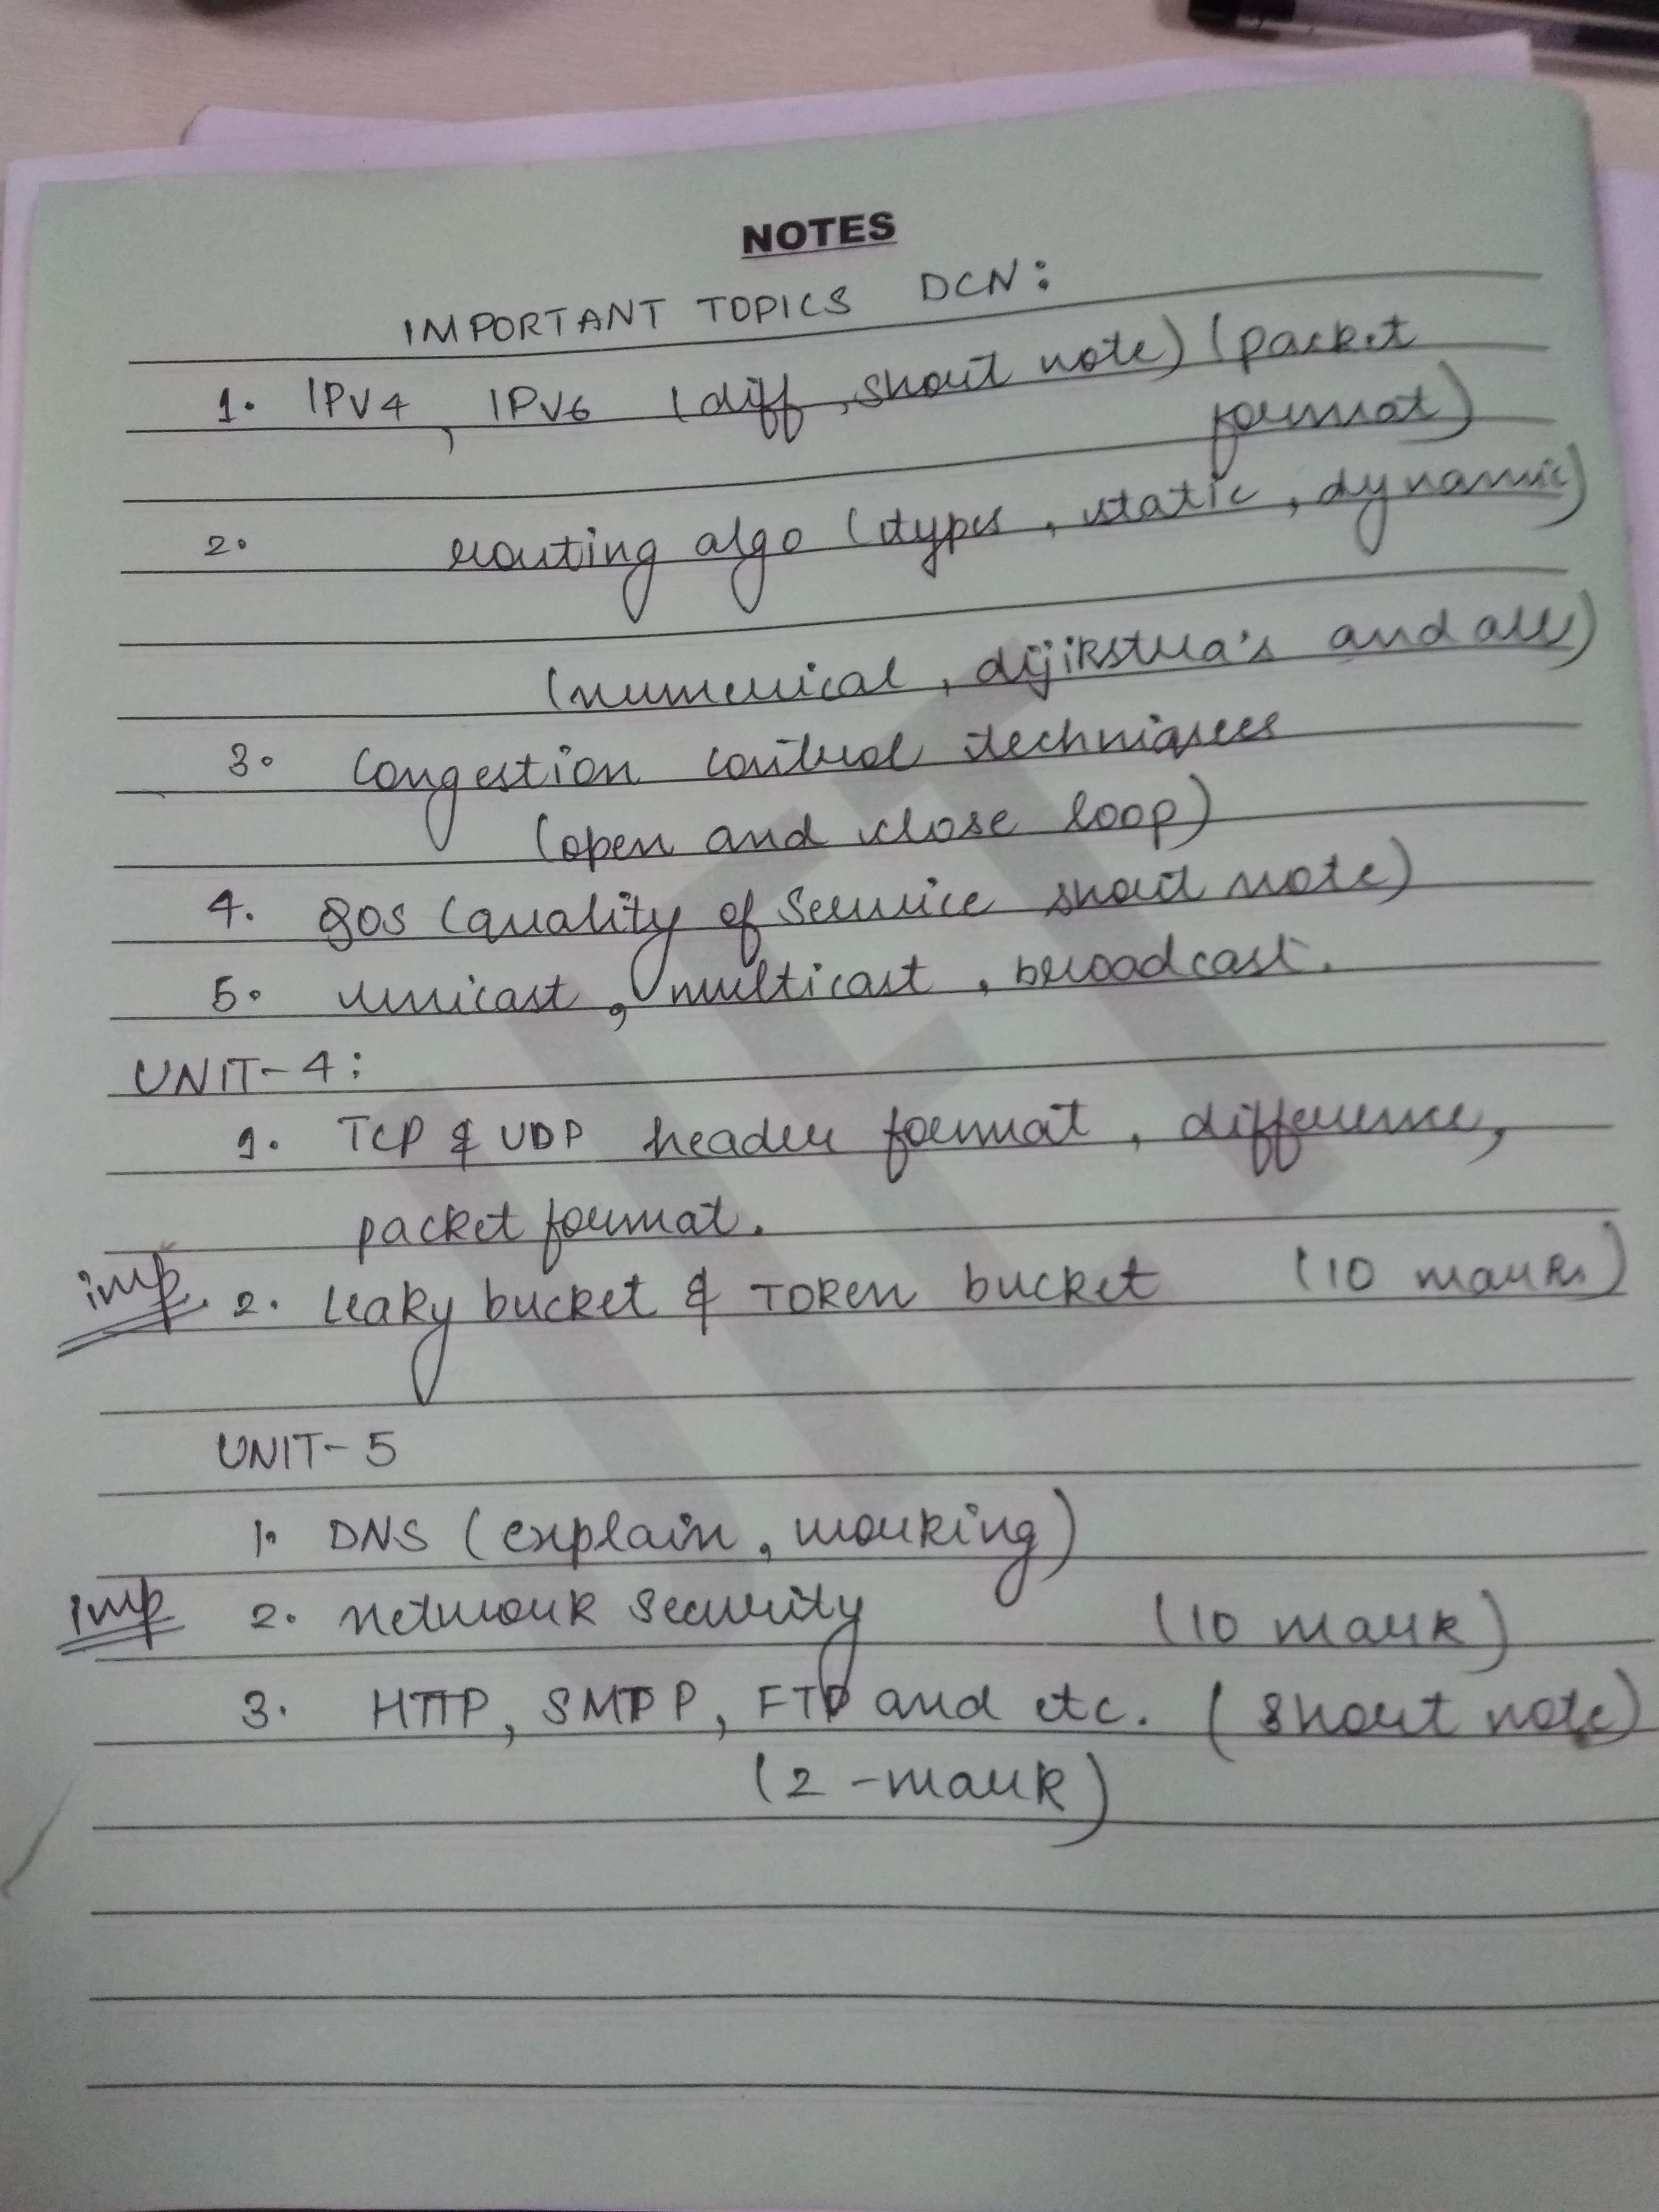 NOTES
IMPORTANT TOPICS DCN:
1. IPV4, IPV6 (diff, short note) (packet
format)
2. routing algo (types, static, dynamic)
(numerical, dijikstra's and all)
3. Congestion control techniques
(open and close loop)
4. QOS (quality of Service short note)
5. unicast, multicast, broadcast.
UNIT-4:
1. TCP & UDP header format, difference,
packet format.
imp. 2. Leaky bucket & TOKEN bucket (10 marks)
UNIT-5
1. DNS (explain, working)
imp 2. network security (10 mark)
3. HTTP, SMTP P, FTP and etc. (short note)
(2-mark)
UIET